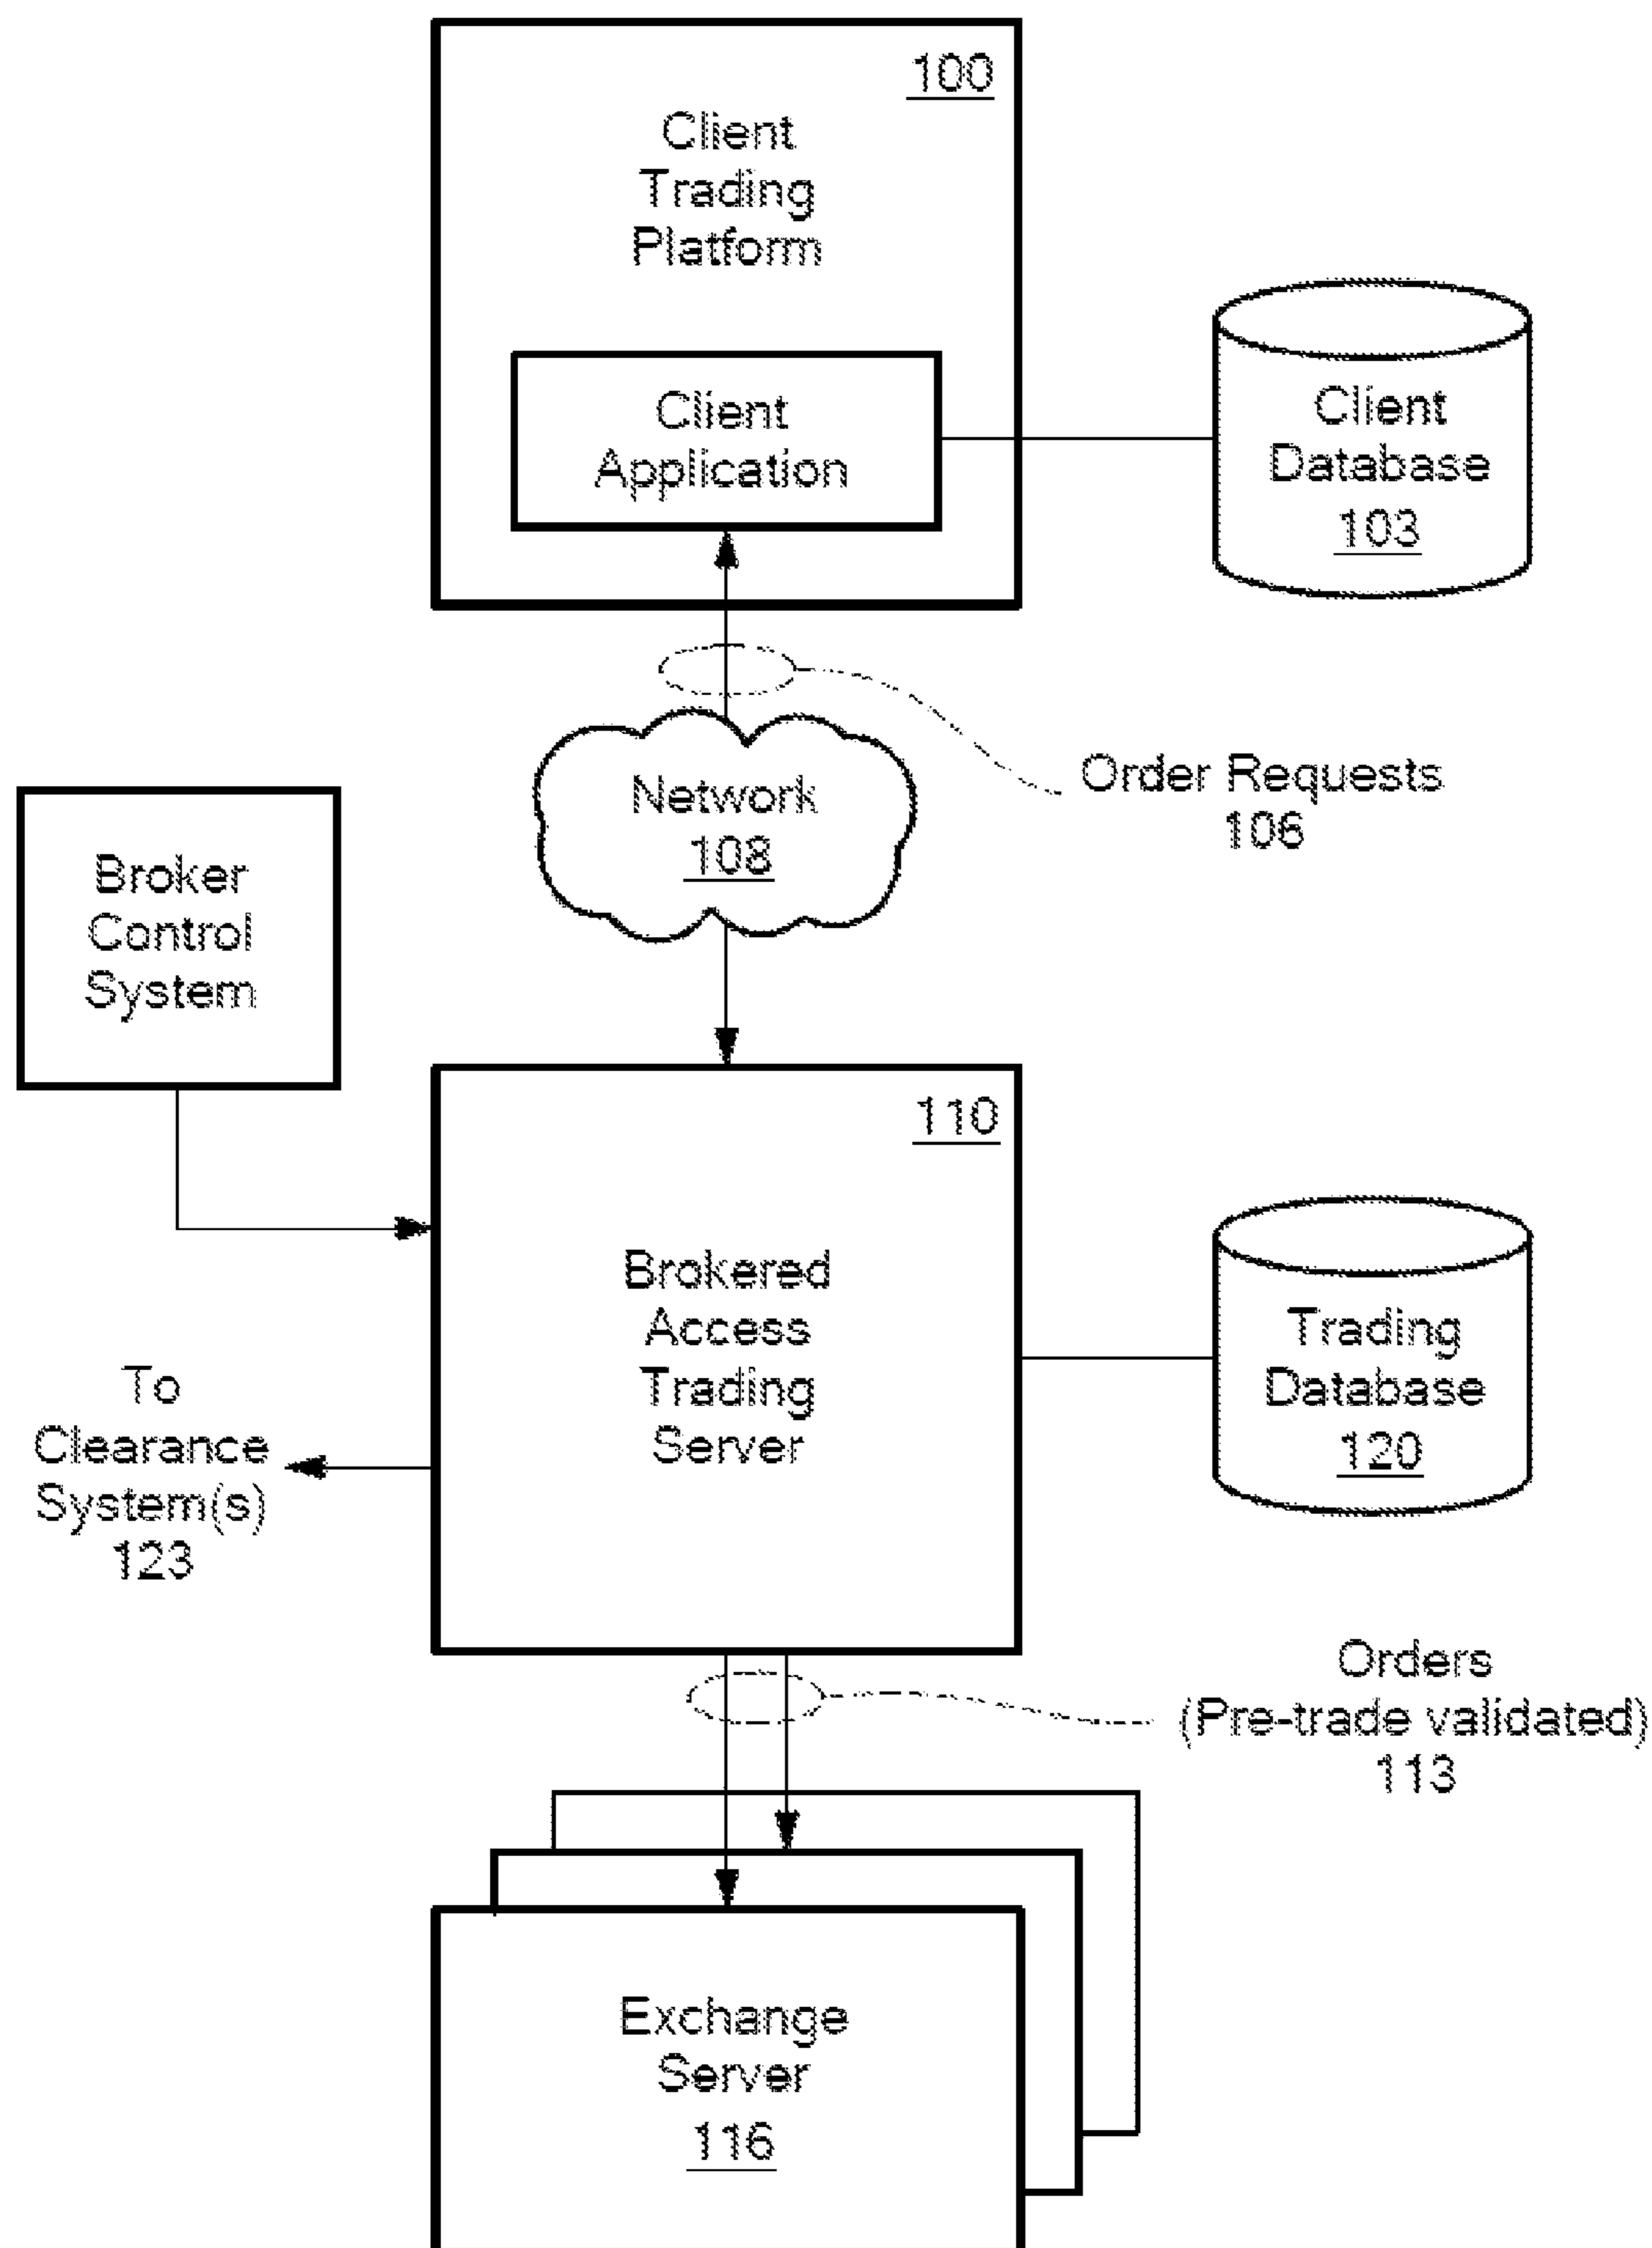 100
Client
Trading
Platform
Client
Application
Client
Database
103
Order Requests
106
Network
108
Broker
Control
System
110
Brokered
Access
Trading
Server
Trading
Database
120
To
Clearance
System(s)
123
Orders
(Pre-trade validated)
113
Exchange
Server
116